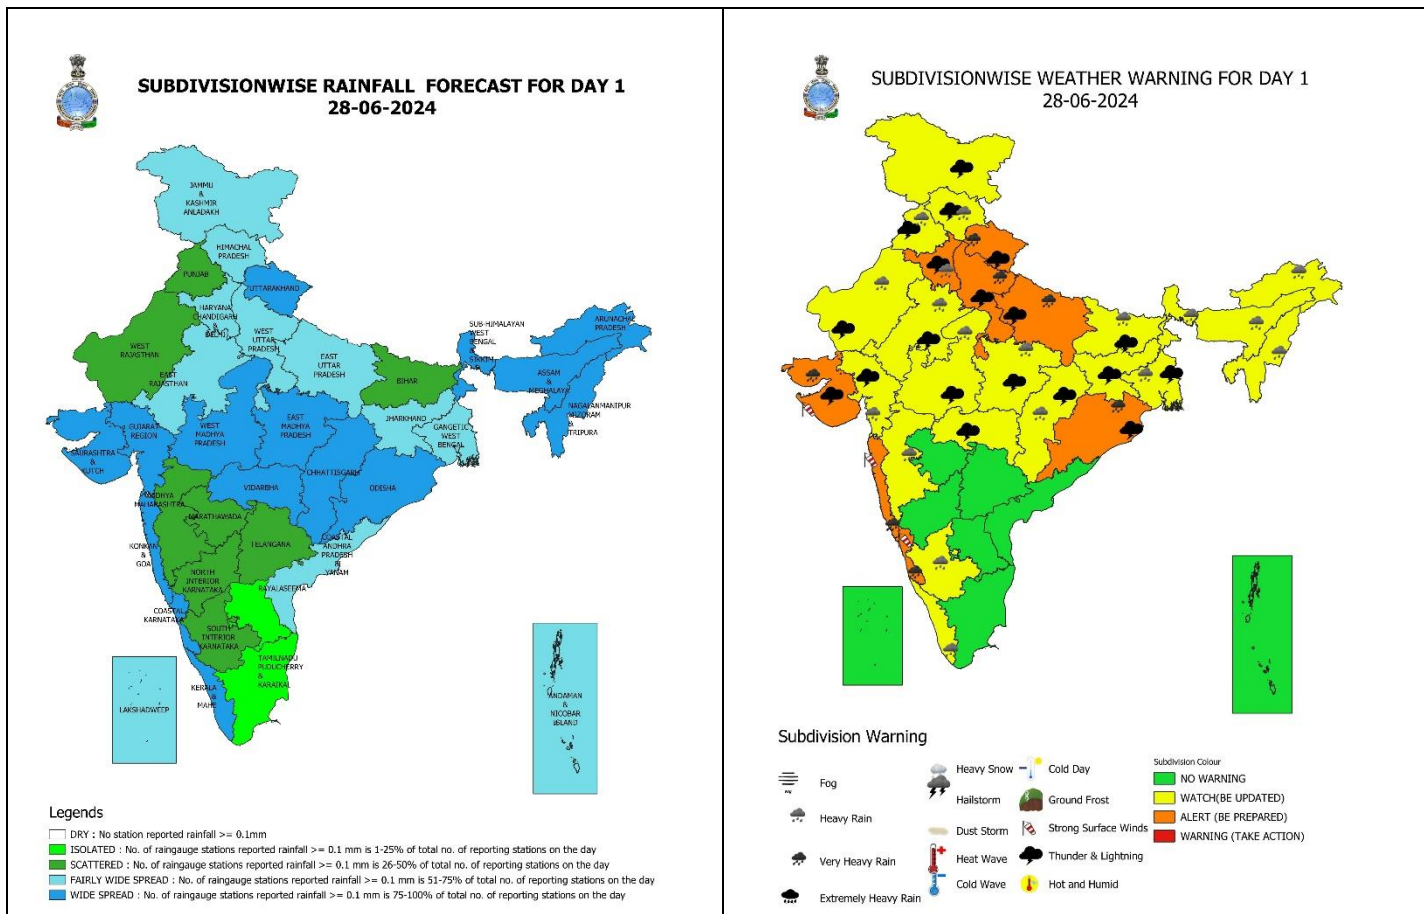 SUBDIVISIONWISE RAINFALL FORECAST FOR DAY 1
28-06-2024
JAMMU
&
KASHMIR
ANLADAKH
HIMACHAL
PRADESH
PUNJAB
UTTARAKHAND
HARYANA
CHANDIGARH
&
DELHI
WEST
UTTAR
PRADESH
WEST
RAJASTHAN
EAST
RAJASTHAN
EAST
UTTAR
PRADESH
BIHAR
SUB-HIMALAYAN
WEST
BENGAL
&
SIKKIM
ARUNACHAL
PRADESH
ASSAM
&
MEGHALAYA
NAGALANMANIPUR
MIZORAM
&
TRIPURA
JHARKHAND
GANGETIC
WEST
BENGAL
GUJARAT
REGION
SAURASHTRA
&
KUTCH
WEST
MADHYA
PRADESH
EAST
MADHYA
PRADESH
CHHATTISGARH
ODISHA
VIDARBHA
MADHYA
MAHARASHTRA
MARATHAWADA
TELANGANA
COASTAL
ANDHRA
PRADESH
&
YANAM
KONKAN
&
GOA
NORTH
INTERIOR
KARNATAKA
RAYALASEEMA
COASTAL
KARNATAKA
SOUTH
INTERIOR
KARNATAKA
TAMILNADU
PUDUCHERRY
&
KARAIKAL
KERALA
&
MAHE
LAKSHADWEEP
ANDAMAN
&
NICOBAR
ISLAND
Legends
DRY : No station reported rainfall >= 0.1mm
ISOLATED : No. of raingauge stations reported rainfall >= 0.1 mm is 1-25% of total no. of reporting stations on the day
SCATTERED : No. of raingauge stations reported rainfall >= 0.1 mm is 26-50% of total no. of reporting stations on the day
FAIRLY WIDE SPREAD : No. of raingauge stations reported rainfall >= 0.1 mm is 51-75% of total no. of reporting stations on the day
WIDE SPREAD : No. of raingauge stations reported rainfall >= 0.1 mm is 75-100% of total no. of reporting stations on the day
SUBDIVISIONWISE WEATHER WARNING FOR DAY 1
28-06-2024
Subdivision Warning
Fog
Heavy Rain
Very Heavy Rain
Extremely Heavy Rain
Heavy Snow
Hailstorm
Dust Storm
Heat Wave
Cold Wave
Cold Day
Ground Frost
Strong Surface Winds
Thunder & Lightning
Hot and Humid
Subdivision Colour
NO WARNING
WATCH(BE UPDATED)
ALERT (BE PREPARED)
WARNING (TAKE ACTION)